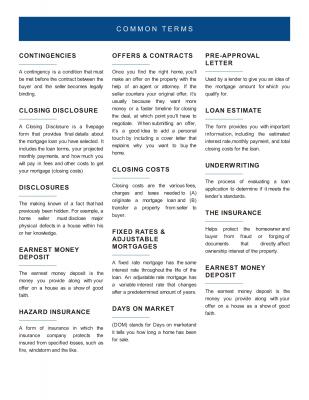 COMMON TERMS
CONTINGENCIES
A contingency is a condition that must
be met before the contract between the
buyer and the seller becomes legally
binding.
CLOSING DISCLOSURE
A Closing Disclosure is a fivepage
form that provides final details about
the mortgage loan you have selected. It
includes the loan terms, your projected
monthly payments, and how much you
will pay in fees and other costs to get
your mortgage (closing costs)
DISCLOSURES
The making known of a fact that had
previously been hidden. For example, a
home seller must disclose major
physical defects in a house within his
or her knowledge.
EARNEST MONEY
DEPOSIT
The earnest money deposit is the
money you provide along with your
offer on a house as a show of good
faith.
HAZARD INSURANCE
A form of insurance in which the
insurance company protects the
insured from specified losses, such as
fire, windstorm and the like.
OFFERS & CONTRACTS
Once you find the right home, you'll
make an offer on the property with the
help of an agent or attorney. If the
seller counters your original offer, it's
usually because they want more
money or a faster timeline for closing
the deal, at which point you'll have to
negotiate. When submitting an offer,
it's a good idea to add a personal
touch by including a cover letter that
explains why you want to buy the
home.
CLOSING COSTS
Closing costs are the various fees,
charges and taxes needed to (A)
originate a mortgage loan and (B)
transfer a property from seller to
buyer.
FIXED RATES &
ADJUSTABLE
MORTGAGES
A fixed rate mortgage has the same
interest rate throughout the life of the
loan. An adjustable rate mortgage has
a variable interest rate that changes
after a predetermined amount of years.
DAYS ON MARKET
(DOM) stands for Days on market and
it tells you how long a home has been
for sale.
PRE-APPROVAL
LETTER
Used by a lender to give you an idea of
the mortgage amount for which you
qualify for.
LOAN ESTIMATE
The form provides you with important
information, including the estimated
interest rate, monthly payment, and total
closing costs for the loan.
UNDERWRITING
The process of evaluating a loan
application to determine if it meets the
lender's standards.
THE INSURANCE
Helps protect the homeowner and
buyer from fraud or forging of
documents that directly affect
ownership interest of the property.
EARNEST MONEY
DEPOSIT
The earnest money deposit is the
money you provide along with your
offer on a house as a show of good
faith.